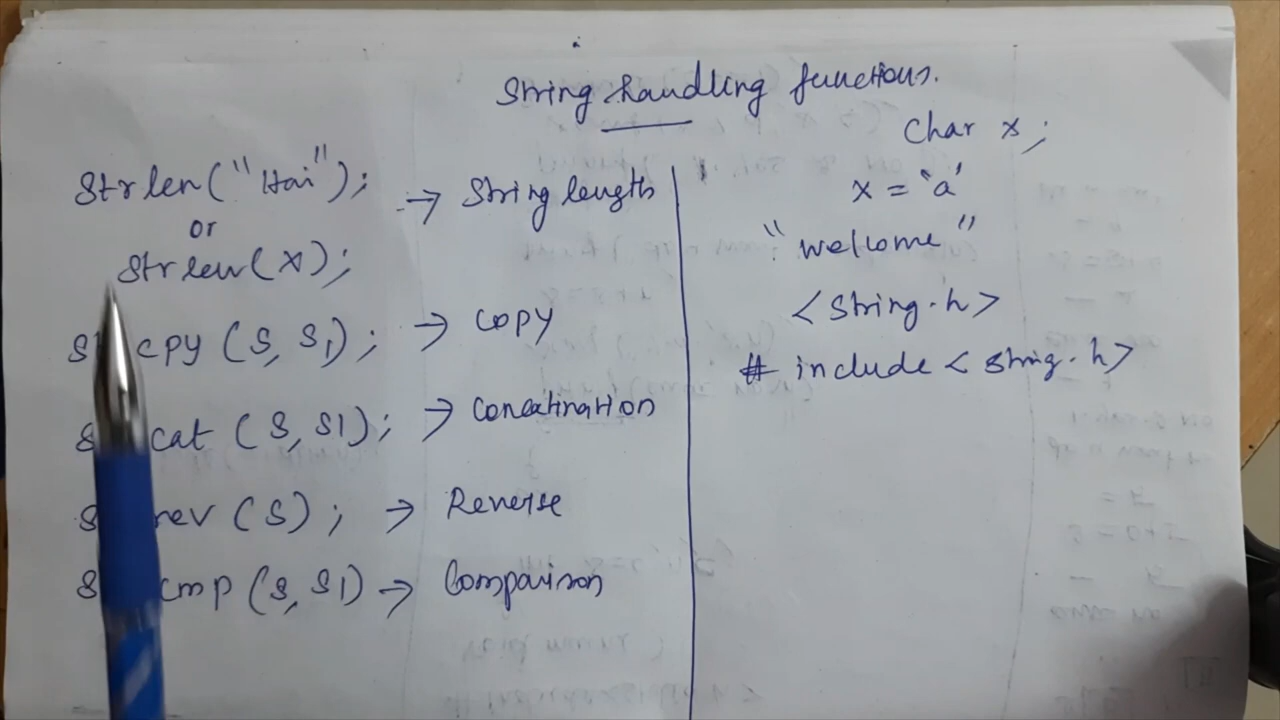 String handling functions.
Strlen("Hai"); → String length
or
Strlen(x);
cpy (S, S1); → Copy
cat (S, S1); → Concatination
rev (S); → Reverse
cmp (S, S1) → Comparison
Char x;
x = 'a'
"welcome"
<String.h>
# include < string.h>